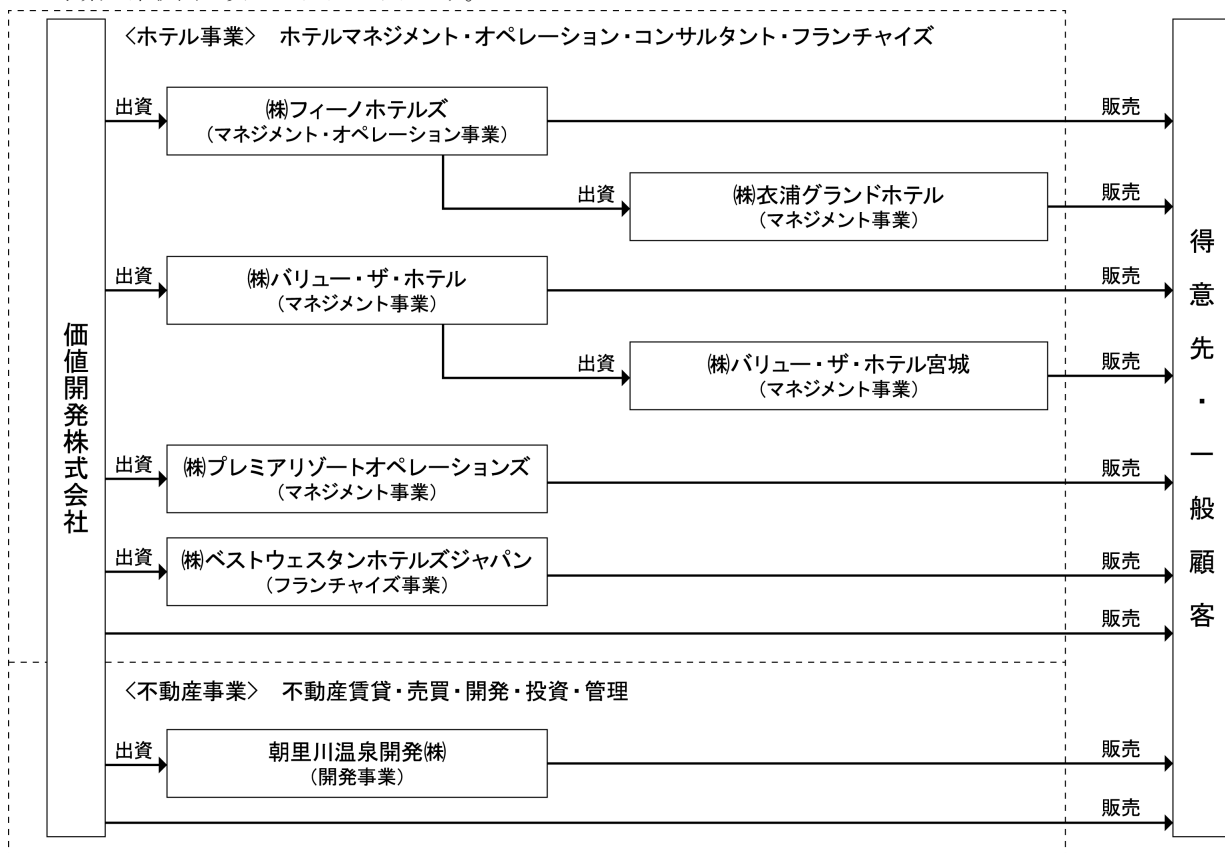 〈ホテル事業〉　ホテルマネジメント・オペレーション・コンサルタント・フランチャイズ
価値開発株式会社
出資
㈱フィーノホテルズ
（マネジメント・オペレーション事業）
販売
出資
㈱衣浦グランドホテル
（マネジメント事業）
販売
出資
㈱バリュー・ザ・ホテル
（マネジメント事業）
販売
出資
㈱バリュー・ザ・ホテル宮城
（マネジメント事業）
販売
出資
㈱プレミアリゾートオペレーションズ
（マネジメント事業）
販売
出資
㈱ベストウェスタンホテルズジャパン
（フランチャイズ事業）
販売
販売
〈不動産事業〉　不動産賃貸・売買・開発・投資・管理
出資
朝里川温泉開発㈱
（開発事業）
販売
販売
得意先・一般顧客